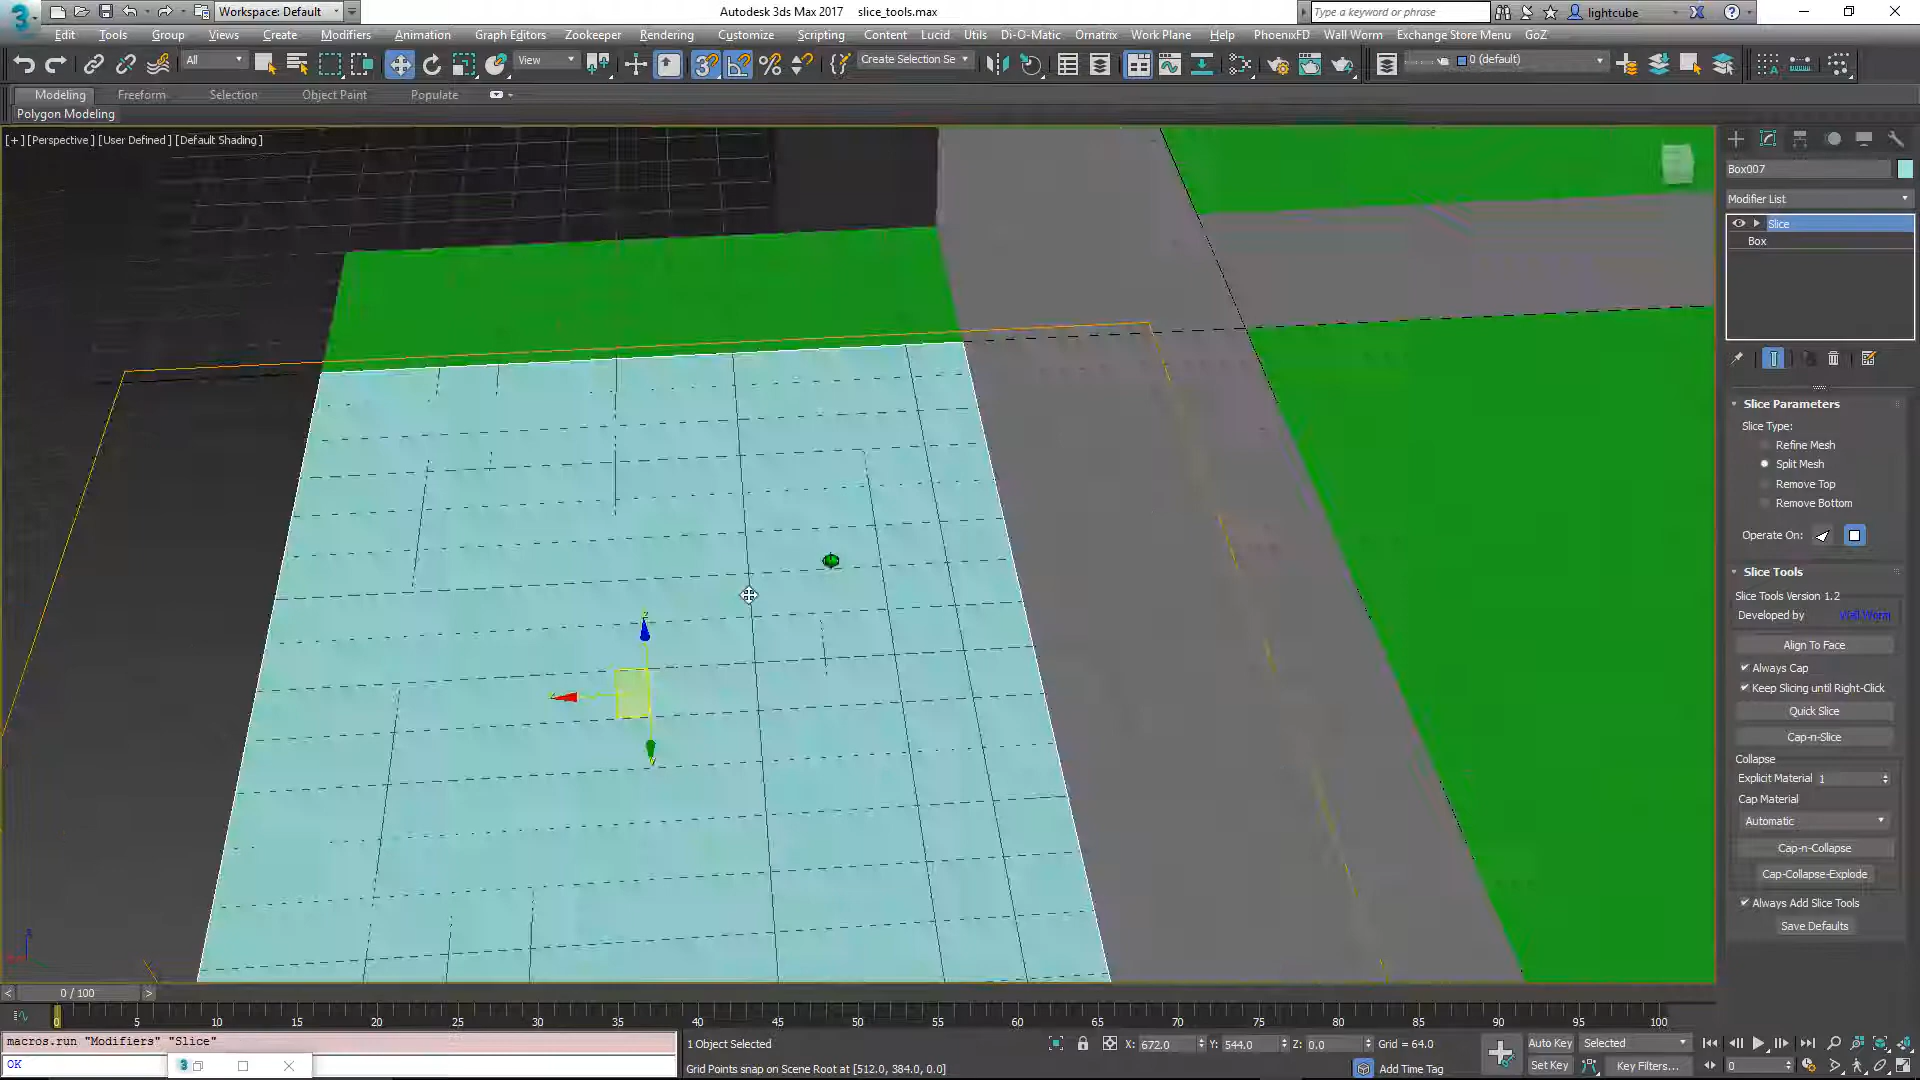 Workspace: Default
Autodesk 3ds Max 2017 slice_tools.max
Type a keyword or phrase
lightcube
Edit Tools Group Views Create Modifiers Animation Graph Editors Zookeeper Rendering Customize Scripting Content Lucid Utils Di-O-Matic Ornatrix Work Plane Help PhoenixFD Wall Worm Exchange Store Menu GoZ
All View Create Selection Se 0 (default)
Modeling Freeform Selection Object Paint Populate
Polygon Modeling
[+] [Perspective] [User Defined] [Default Shading]
Box007
Modifier List
Slice
Box
Slice Parameters
Slice Type:
Refine Mesh
Split Mesh
Remove Top
Remove Bottom
Operate On:
Slice Tools
Slice Tools Version 1.2
Developed by Wall Worm
Align To Face
Always Cap
Keep Slicing until Right-Click
Quick Slice
Cap-n-Slice
Collapse
Explicit Material 1
Cap Material
Automatic
Cap-n-Collapse
Cap-Collapse-Explode
Always Add Slice Tools
Save Defaults
0 / 100
0 5 10 15 20 25 30 35 40 45 50 55 60 65 70 75 80 85 90 95 100
macros.run "Modifiers" "Slice"
OK
1 Object Selected
X: 672.0 Y: 544.0 Z: 0.0 Grid = 64.0
Auto Key Selected
Grid Points snap on Scene Root at [512.0, 384.0, 0.0]
Add Time Tag
Set Key Key Filters... 0